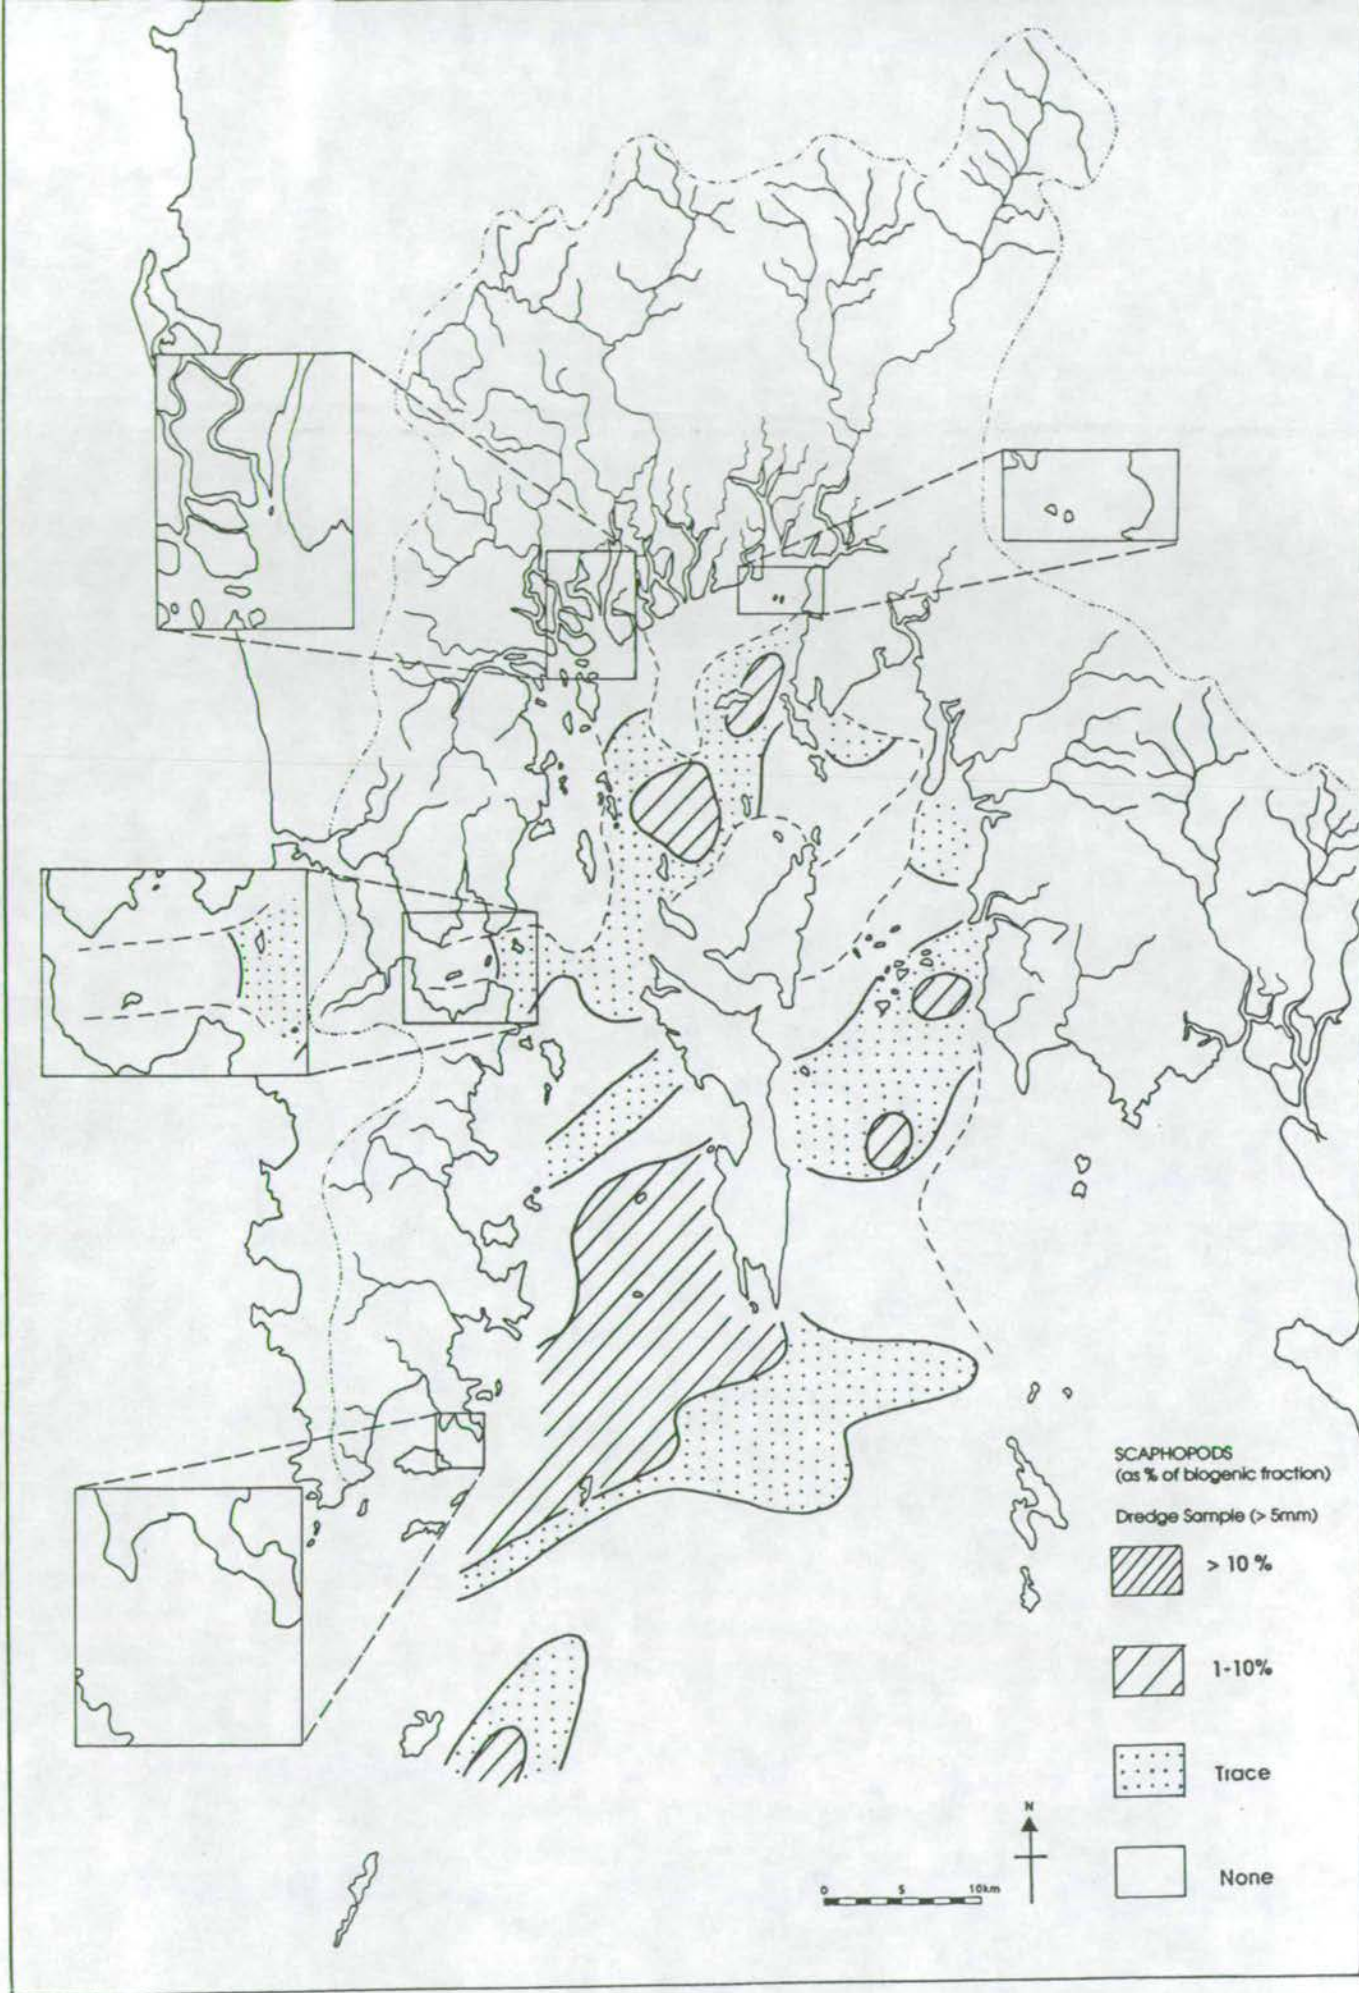 SCAPHOPODS
(as % of biogenic fraction)
Dredge Sample (> 5mm)
> 10 %
1-10%
Trace
None
N
0 5 10km